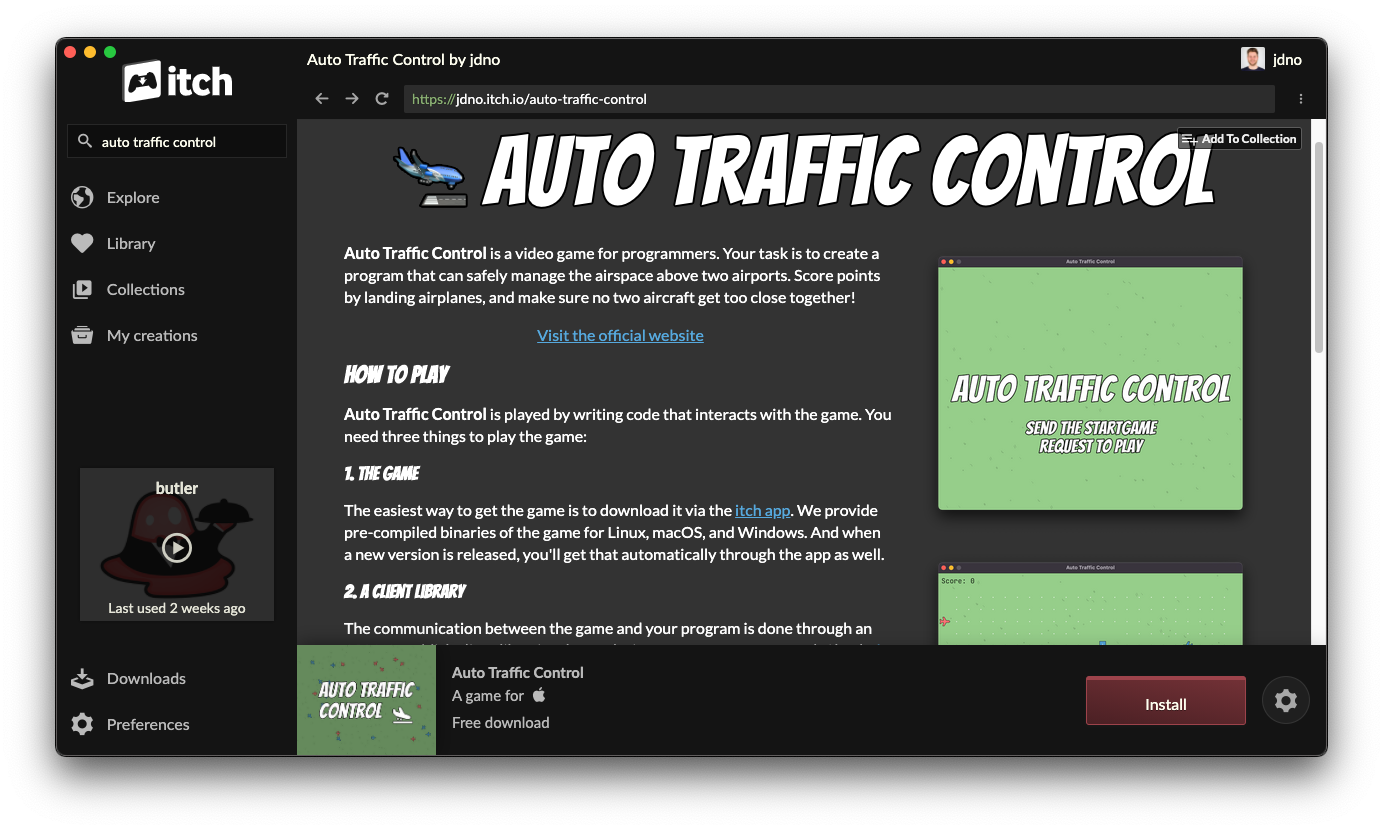 Auto Traffic Control by jdno
jdno
itch
https://jdno.itch.io/auto-traffic-control
auto traffic control
Explore
Library
Collections
My creations
butler
Last used 2 weeks ago
Downloads
Preferences
AUTO TRAFFIC CONTROL
Add To Collection
Auto Traffic Control is a video game for programmers. Your task is to create a
program that can safely manage the airspace above two airports. Score points
by landing airplanes, and make sure no two aircraft get too close together!
Visit the official website
HOW TO PLAY
Auto Traffic Control is played by writing code that interacts with the game. You
need three things to play the game:
1. THE GAME
The easiest way to get the game is to download it via the itch app. We provide
pre-compiled binaries of the game for Linux, macOS, and Windows. And when
a new version is released, you'll get that automatically through the app as well.
2. A CLIENT LIBRARY
The communication between the game and your program is done through an
Auto Traffic Control
AUTO TRAFFIC CONTROL
SEND THE STARTGAME
REQUEST TO PLAY
Auto Traffic Control
Score: 0
AUTO TRAFFIC
CONTROL
Auto Traffic Control
A game for
Free download
Install